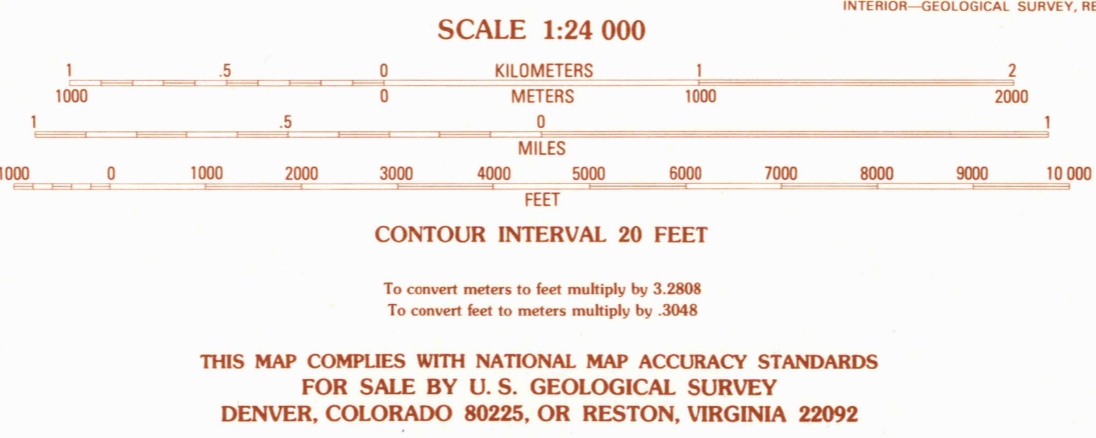 INTERIOR—GEOLOGICAL SURVEY,
SCALE 1:24 000
1 .5 0 KILOMETERS 1 2
1000 0 METERS 1000 2000
1 .5 0 1
MILES
1000 0 1000 2000 3000 4000 5000 6000 7000 8000 9000 10 000
FEET
CONTOUR INTERVAL 20 FEET
To convert meters to feet multiply by 3.2808
To convert feet to meters multiply by .3048
THIS MAP COMPLIES WITH NATIONAL MAP ACCURACY STANDARDS
FOR SALE BY U. S. GEOLOGICAL SURVEY
DENVER, COLORADO 80225, OR RESTON, VIRGINIA 22092